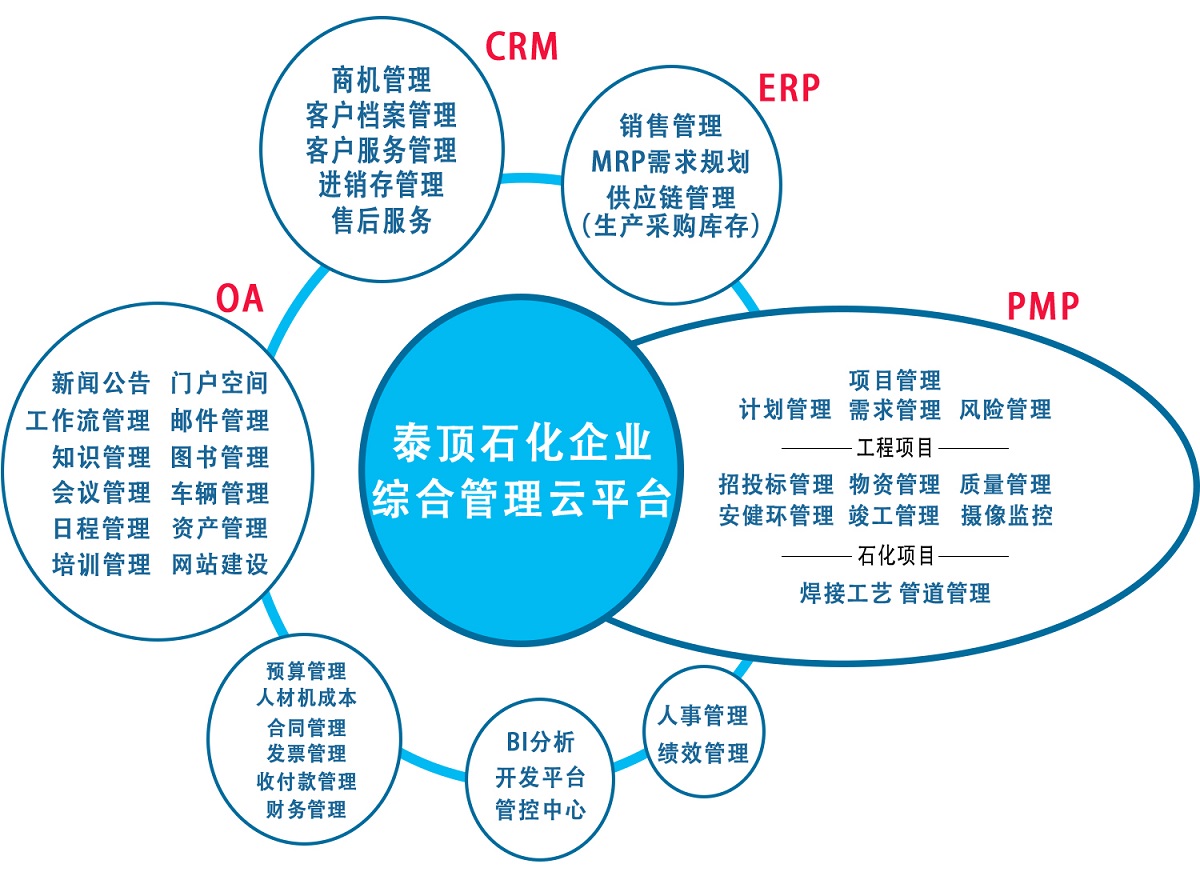 CRM
商机管理
客户档案管理
客户服务管理
进销存管理
售后服务
ERP
销售管理
MRP需求规划
供应链管理
（生产采购库存）
OA
新闻公告 门户空间
工作流管理 邮件管理
知识管理 图书管理
会议管理 车辆管理
日程管理 资产管理
培训管理 网站建设
泰顶石化企业
综合管理云平台
PMP
项目管理
计划管理 需求管理 风险管理
工程项目
招投标管理 物资管理 质量管理
安健环管理 竣工管理 摄像监控
石化项目
焊接工艺 管道管理
预算管理
人材机成本
合同管理
发票管理
收付款管理
财务管理
BI分析
开发平台
管控中心
人事管理
绩效管理